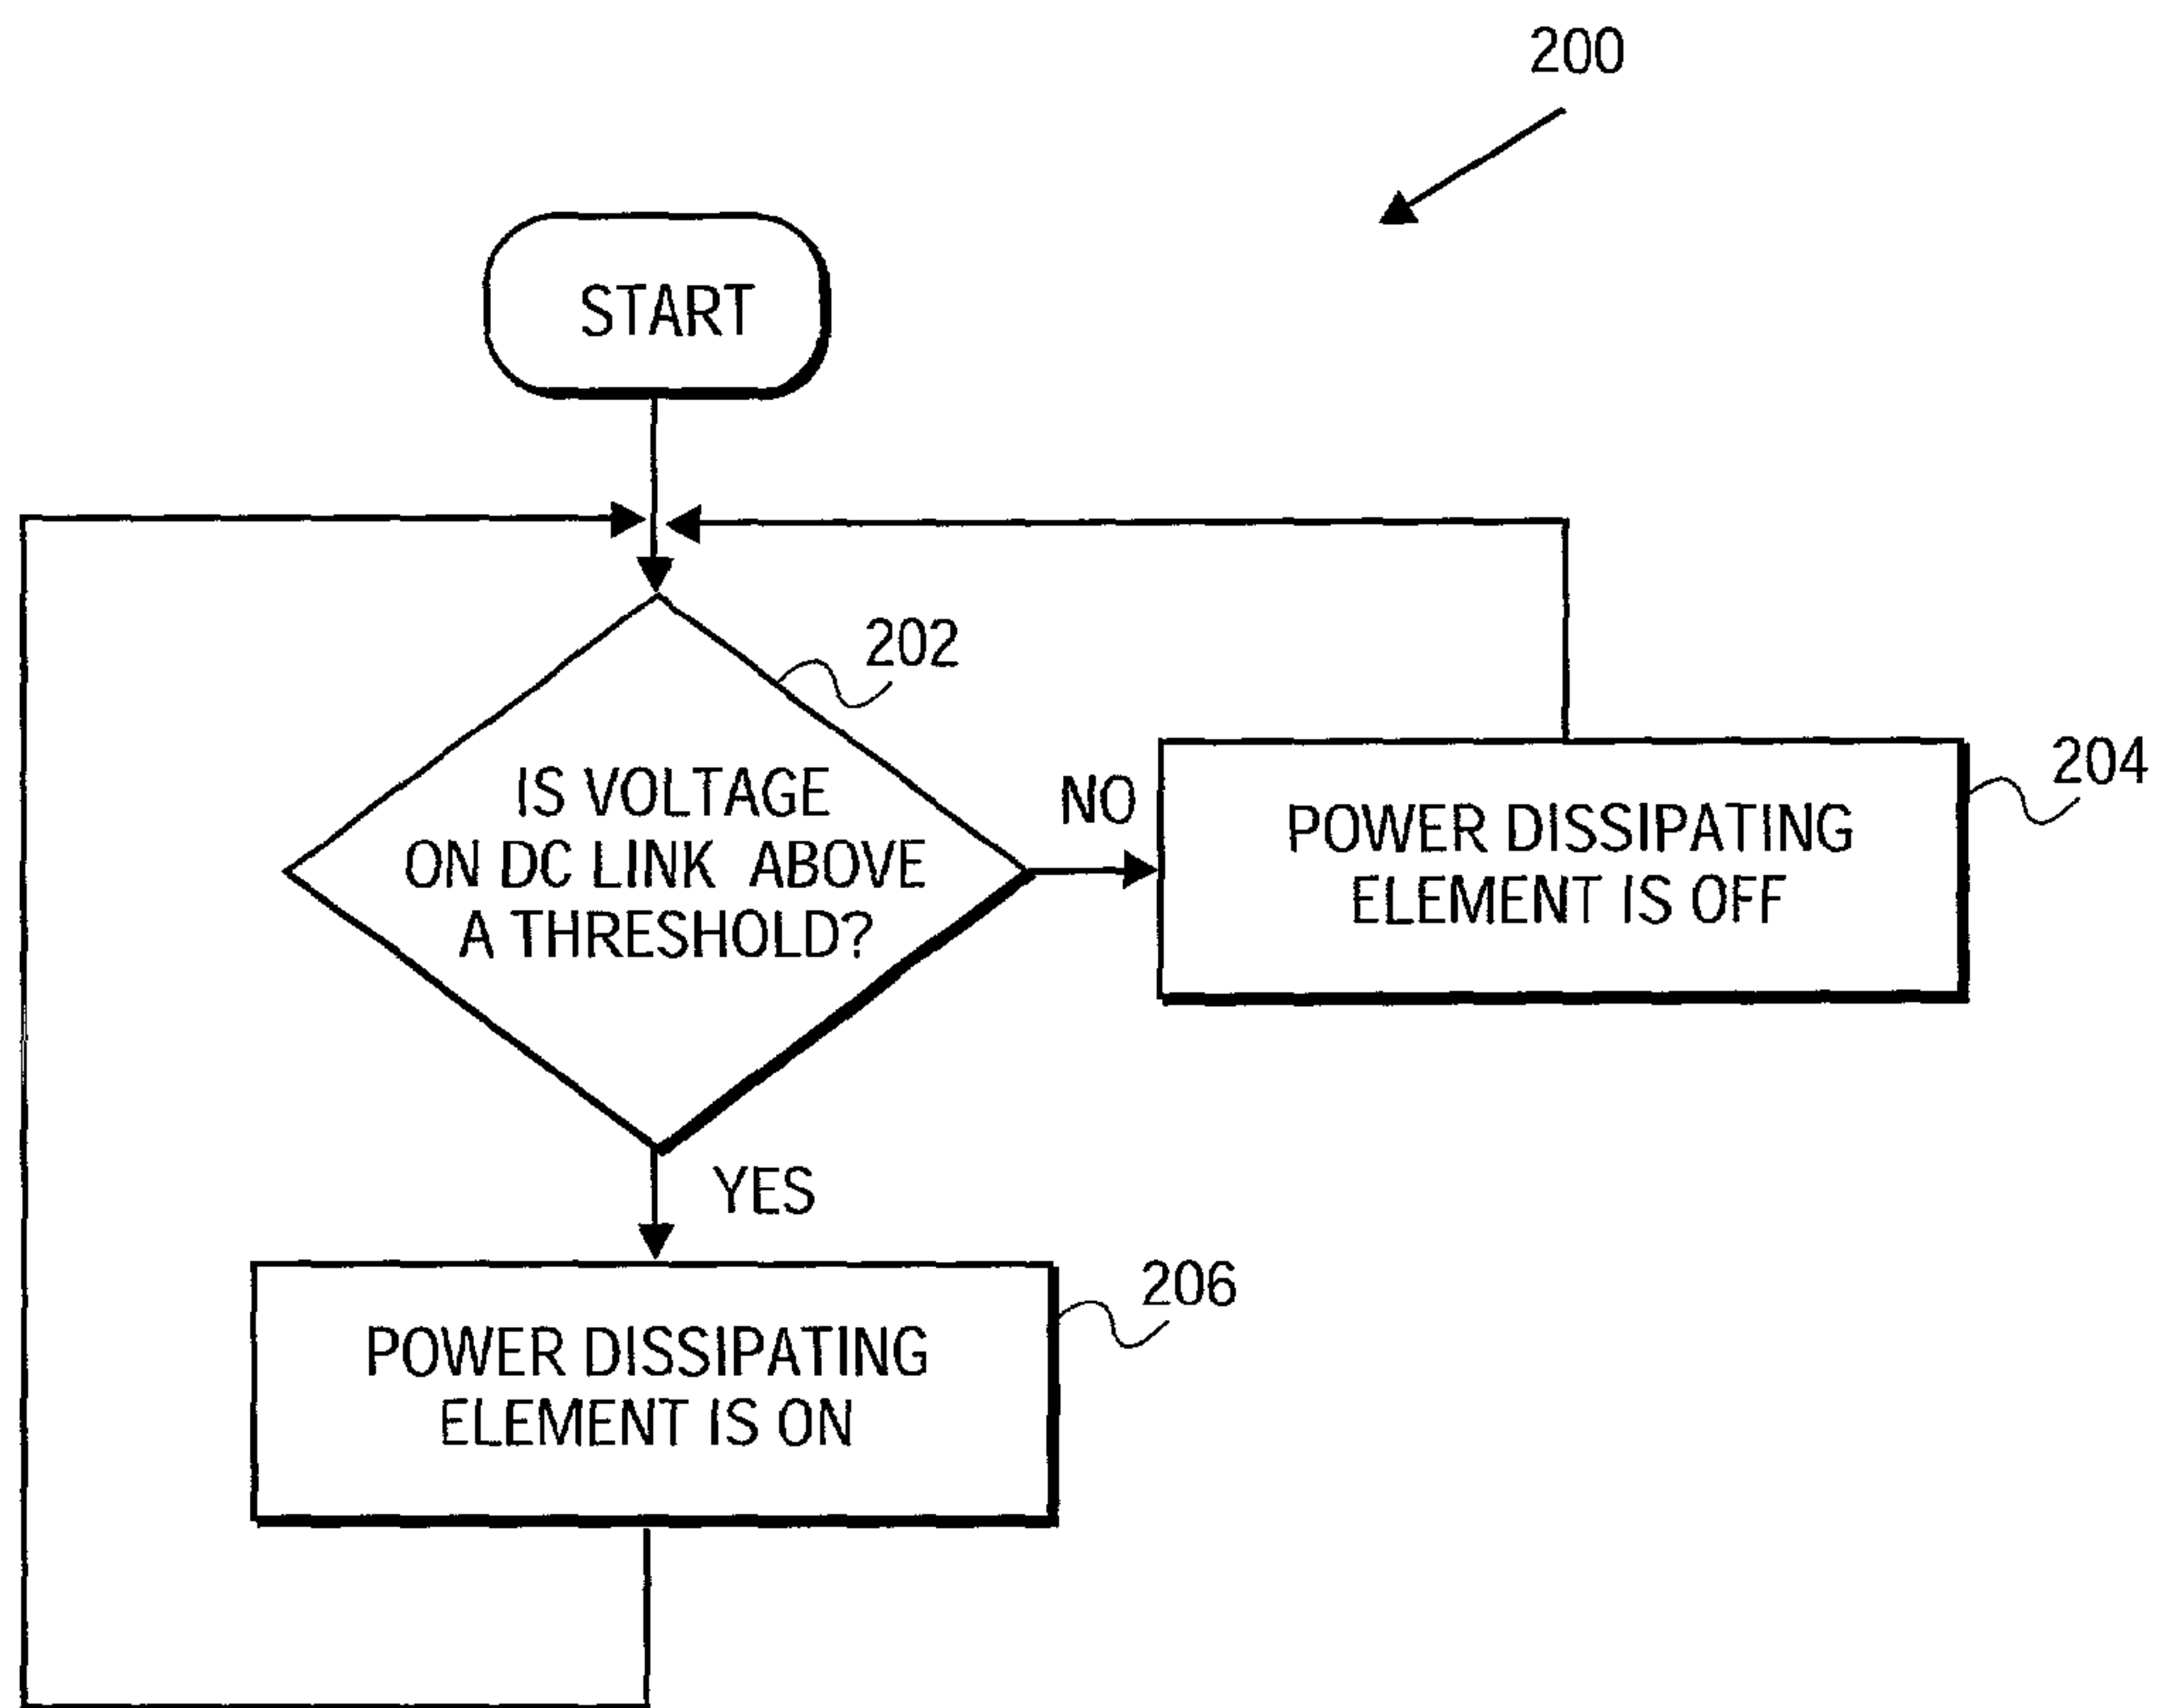 200
START
202
IS VOLTAGE
ON DC LINK ABOVE
A THRESHOLD?
NO
204
POWER DISSIPATING
ELEMENT IS OFF
YES
206
POWER DISSIPATING
ELEMENT IS ON